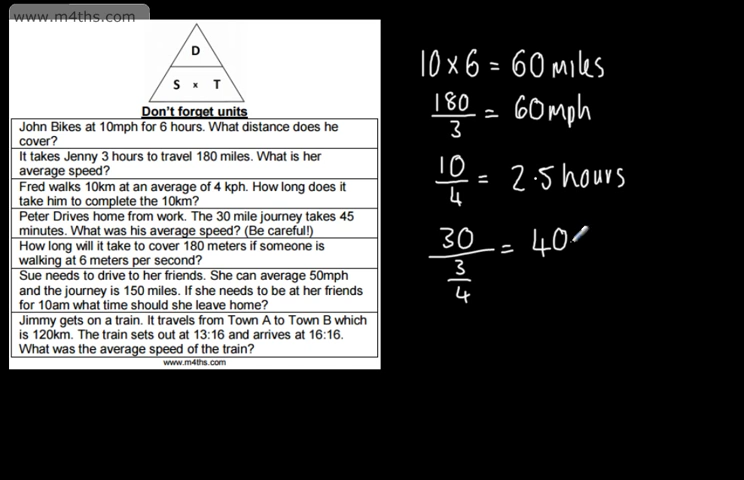 www.m4ths.com
D
S x T
Don't forget units
John Bikes at 10mph for 6 hours. What distance does he
cover?
It takes Jenny 3 hours to travel 180 miles. What is her
average speed?
Fred walks 10km at an average of 4 kph. How long does it
take him to complete the 10km?
Peter Drives home from work. The 30 mile journey takes 45
minutes. What was his average speed? (Be careful!)
How long will it take to cover 180 meters if someone is
walking at 6 meters per second?
Sue needs to drive to her friends. She can average 50mph
and the journey is 150 miles. If she needs to be at her friends
for 10am what time should she leave home?
Jimmy gets on a train. It travels from Town A to Town B which
is 120km. The train sets out at 13:16 and arrives at 16:16.
What was the average speed of the train?
www.m4ths.com
10 x 6 = 60 miles
180/3 = 60mph
10/4 = 2.5 hours
30/(3/4) = 40